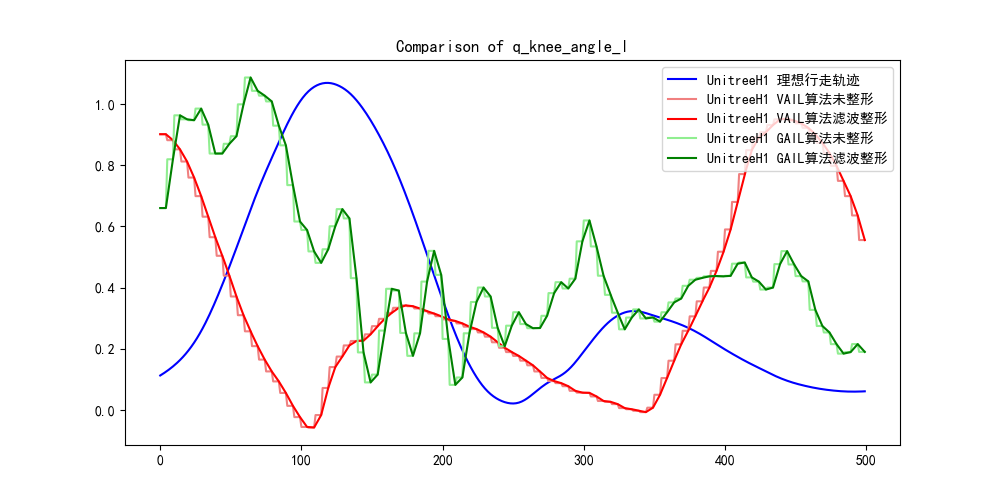 Comparison of q_knee_angle_l
UnitreeH1 理想行走轨迹
UnitreeH1 VAIL算法未整形
UnitreeH1 VAIL算法滤波整形
UnitreeH1 GAIL算法未整形
UnitreeH1 GAIL算法滤波整形
1.0
0.8
0.6
0.4
0.2
0.0
0 100 200 300 400 500